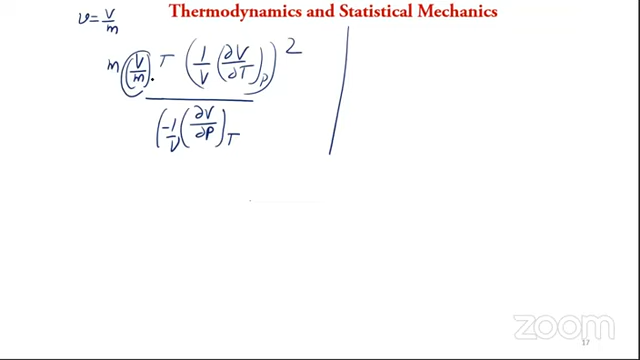 Thermodynamics and Statistical Mechanics
v = V/m
m (V/m) · T (1/V (∂V/∂T)_P)^2
(-1/V (∂V/∂P)_T
zoom
17